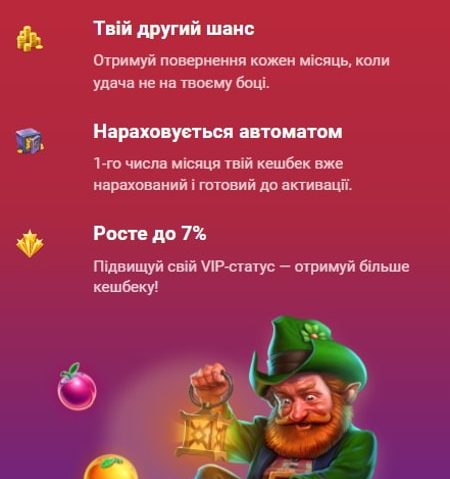 Твій другий шанс
Отримуй повернення кожен місяць, коли
удача не на твоєму боці.
Нараховується автоматом
1-го числа місяця твій кешбек вже
нарахований і готовий до активації.
Росте до 7%
Підвищуй свій VIP-статус — отримуй більше
кешбеку!